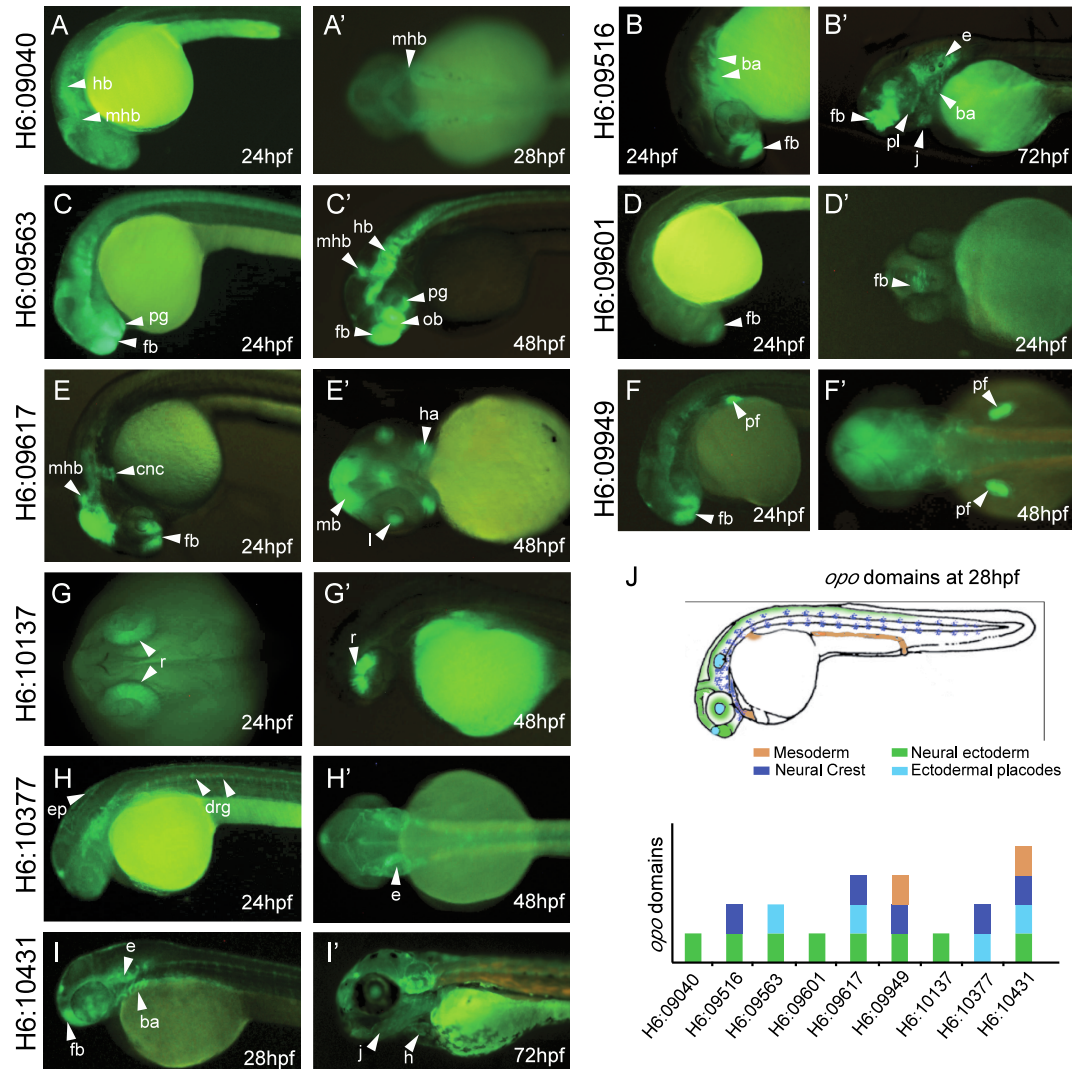 H6:09040
A
hb
mhb
24hpf
A’
mhb
28hpf
H6:09516
B
ba
fb
24hpf
B’
e
fb
ba
pl
j
72hpf
H6:09563
C
pg
fb
24hpf
C’
hb
mhb
pg
ob
fb
48hpf
H6:09601
D
fb
24hpf
D’
fb
24hpf
H6:09617
E
cnc
mhb
fb
24hpf
E’
ha
mb
l
48hpf
H6:09949
F
pf
fb
24hpf
F’
pf
pf
48hpf
H6:10137
G
r
24hpf
G’
r
48hpf
H6:10377
H
ep
drg
24hpf
H’
e
48hpf
H6:10431
I
e
ba
fb
28hpf
I’
j
h
72hpf
J
opo domains at 28hpf
Mesoderm
Neural ectoderm
Neural Crest
Ectodermal placodes
opo domains
H6:09040
H6:09516
H6:09563
H6:09601
H6:09617
H6:09949
H6:10137
H6:10377
H6:10431